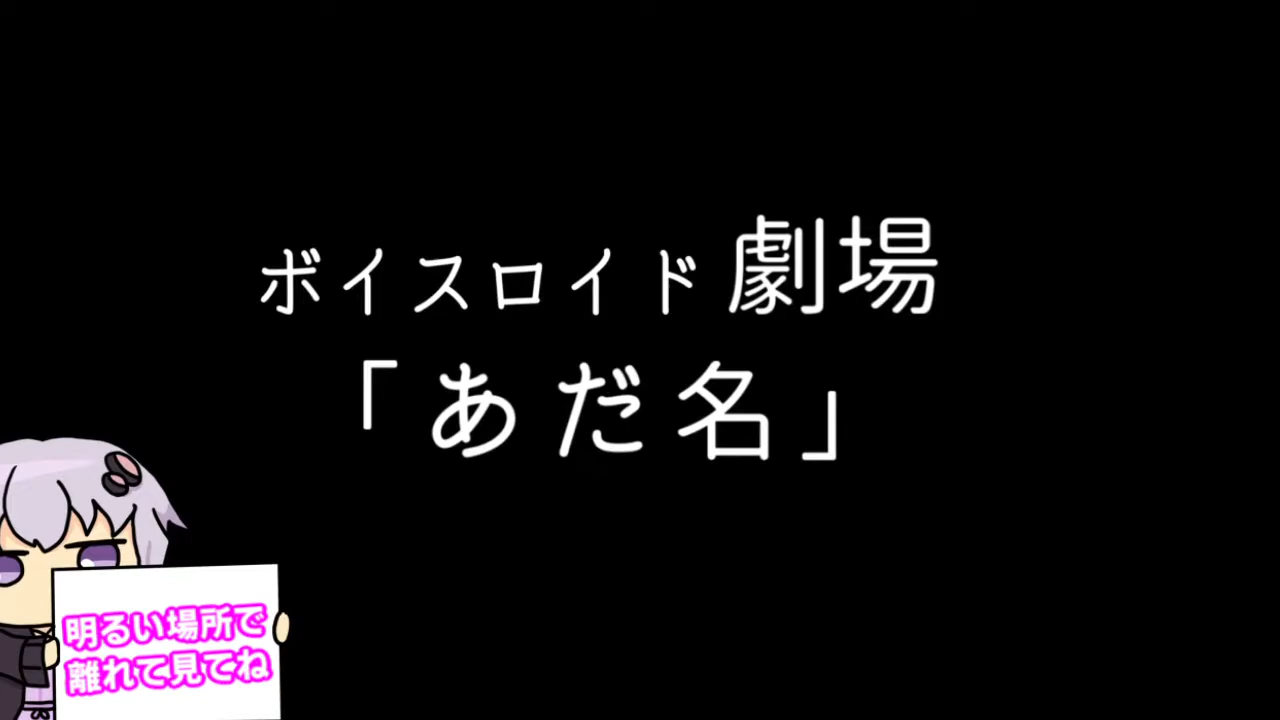 ボイスロイド劇場
「あだ名」
明るい場所で
離れて見てね